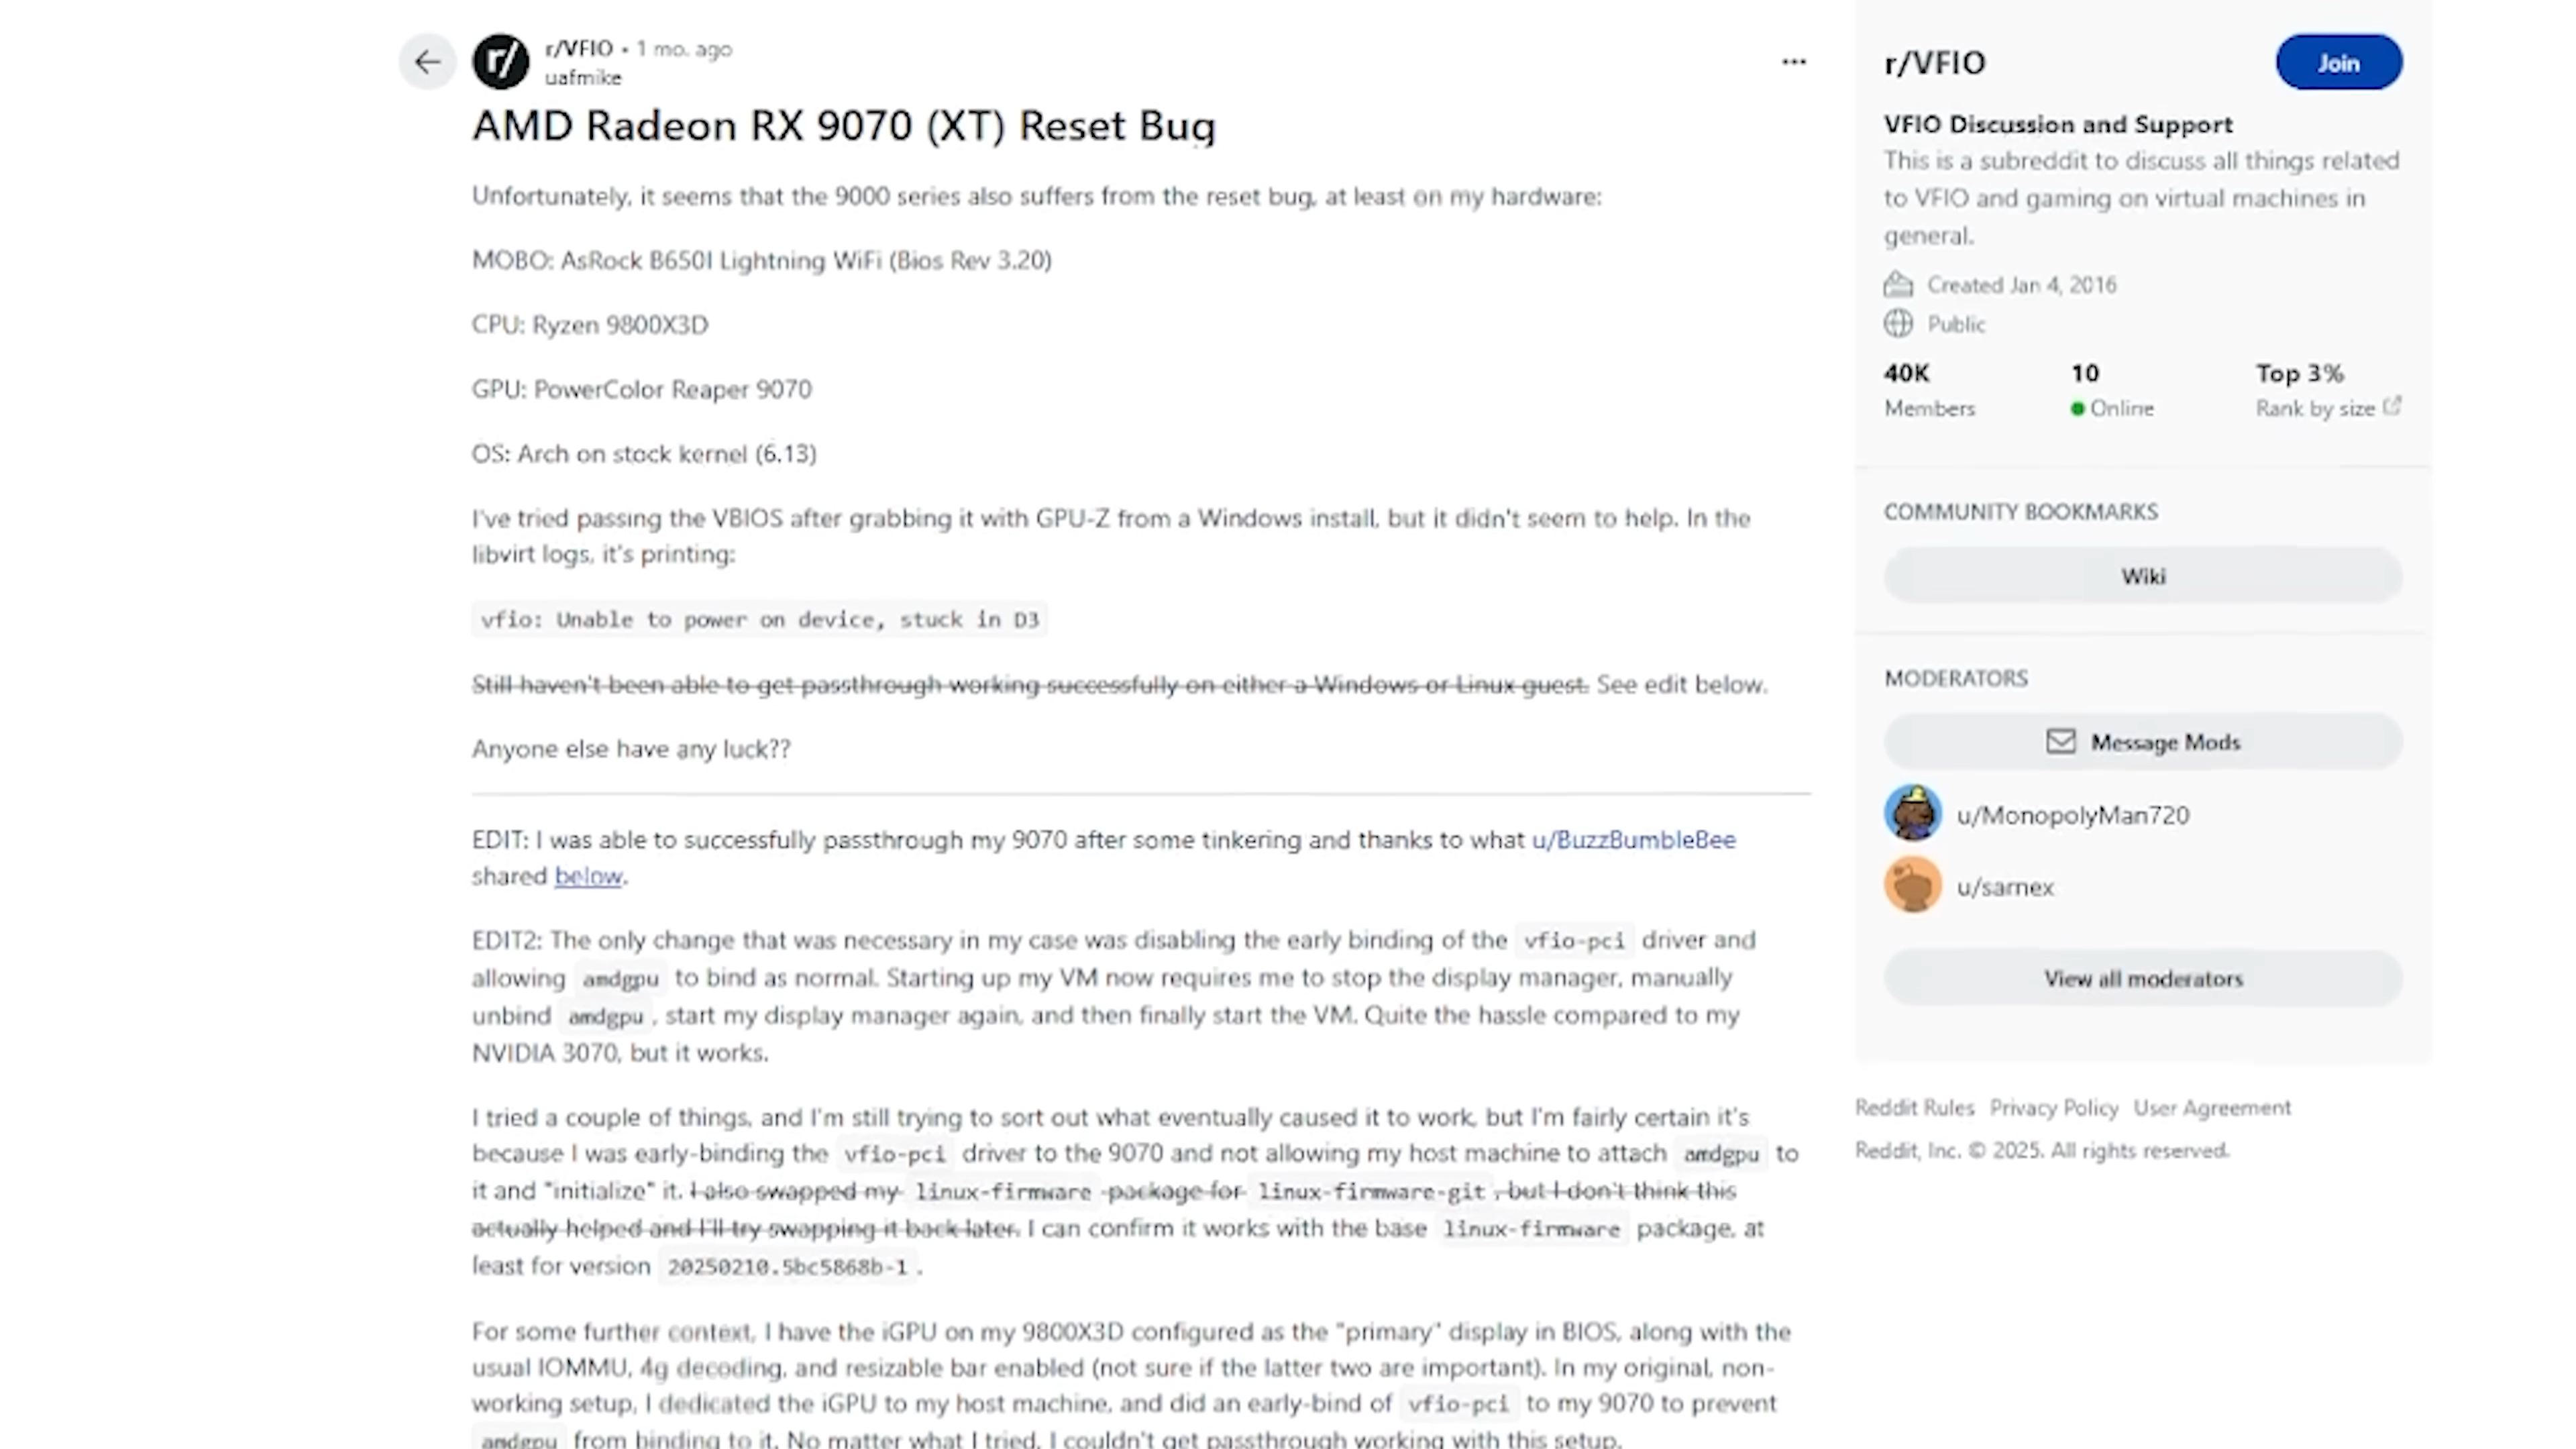 r/VFIO • 1 mo. ago
uafmike
AMD Radeon RX 9070 (XT) Reset Bug
Unfortunately, it seems that the 9000 series also suffers from the reset bug, at least on my hardware:
MOBO: AsRock B650I Lightning WiFi (Bios Rev 3.20)
CPU: Ryzen 9800X3D
GPU: PowerColor Reaper 9070
OS: Arch on stock kernel (6.13)
I've tried passing the VBIOS after grabbing it with GPU-Z from a Windows install, but it didn't seem to help. In the
libvirt logs, it's printing:
vfio: Unable to power on device, stuck in D3
Still haven't been able to get passthrough working successfully on either a Windows or Linux guest. See edit below.
Anyone else have any luck??
EDIT: I was able to successfully passthrough my 9070 after some tinkering and thanks to what u/BuzzBumbleBee
shared below.
EDIT2: The only change that was necessary in my case was disabling the early binding of the vfio-pci driver and
allowing amdgpu to bind as normal. Starting up my VM now requires me to stop the display manager, manually
unbind amdgpu, start my display manager again, and then finally start the VM. Quite the hassle compared to my
NVIDIA 3070, but it works.
I tried a couple of things, and I'm still trying to sort out what eventually caused it to work, but I'm fairly certain it's
because I was early-binding the vfio-pci driver to the 9070 and not allowing my host machine to attach amdgpu to
it and "initialize" it. I also swapped my linux-firmware package for linux-firmware-git, but I don't think this
actually helped and I'll try swapping it back later. I can confirm it works with the base linux-firmware package, at
least for version 20250210.5bc5868b-1.
For some further context, I have the iGPU on my 9800X3D configured as the "primary" display in BIOS, along with the
usual IOMMU, 4g decoding, and resizable bar enabled (not sure if the latter two are important). In my original, non-
working setup, I dedicated the iGPU to my host machine, and did an early-bind of vfio-pci to my 9070 to prevent
amdgpu from binding to it. No matter what I tried, I couldn't get passthrough working with this setup.
r/VFIO
Join
VFIO Discussion and Support
This is a subreddit to discuss all things related
to VFIO and gaming on virtual machines in
general.
Created Jan 4, 2016
Public
40K 10 Top 3%
Members Online Rank by size
COMMUNITY BOOKMARKS
Wiki
MODERATORS
Message Mods
u/MonopolyMan720
u/sarnex
View all moderators
Reddit Rules Privacy Policy User Agreement
Reddit, Inc. © 2025. All rights reserved.